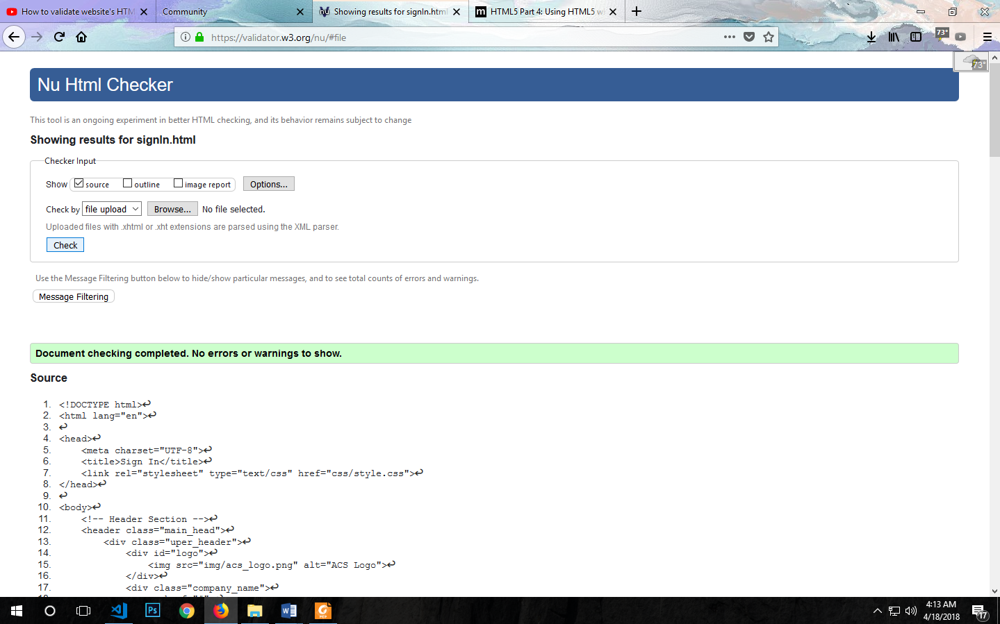 How to validate website's HTM
Community
Showing results for signIn.htm
HTML5 Part 4: Using HTML5 w
https://validator.w3.org/nu/#file
73°
73°
Nu Html Checker
This tool is an ongoing experiment in better HTML checking, and its behavior remains subject to change
Showing results for signIn.html
Checker Input
Show source outline image report Options...
Check by file upload Browse... No file selected.
Uploaded files with .xhtml or .xht extensions are parsed using the XML parser.
Check
Use the Message Filtering button below to hide/show particular messages, and to see total counts of errors and warnings.
Message Filtering
Document checking completed. No errors or warnings to show.
Source
1. <!DOCTYPE html>↩
2. <html lang="en">↩
3. ↩
4. <head>↩
5. <meta charset="UTF-8">↩
6. <title>Sign In</title>↩
7. <link rel="stylesheet" type="text/css" href="css/style.css">↩
8. </head>↩
9. ↩
10. <body>↩
11. <!-- Header Section -->↩
12. <header class="main_head">↩
13. <div class="uper_header">↩
14. <div id="logo">↩
15. <img src="img/acs_logo.png" alt="ACS Logo">↩
16. </div>↩
17. <div class="company_name">↩
Ps
W
G
PDF
4:13 AM
4/18/2018
17